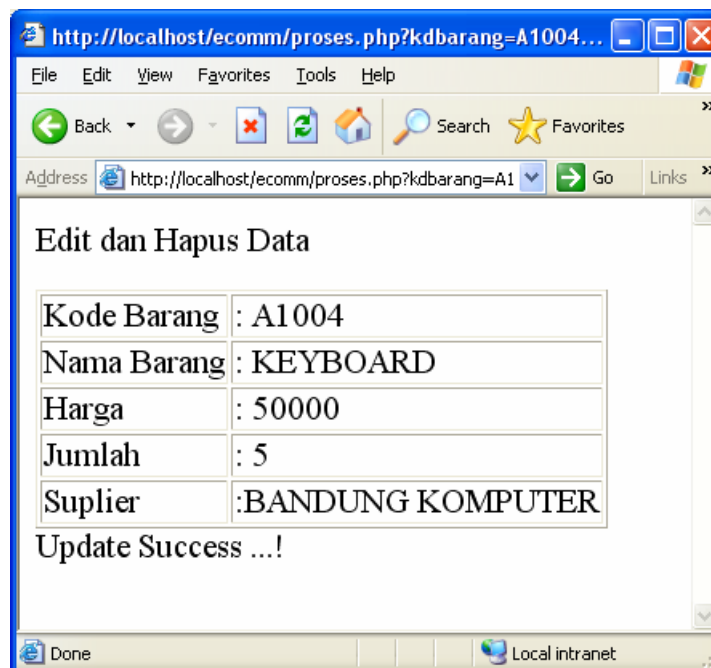 http://localhost/ecomm/proses.php?kdbarang=A1004...
File Edit View Favorites Tools Help
Back Search Favorites
Address http://localhost/ecomm/proses.php?kdbarang=A1 Go Links
Edit dan Hapus Data
Kode Barang : A1004
Nama Barang : KEYBOARD
Harga : 50000
Jumlah : 5
Suplier :BANDUNG KOMPUTER
Update Success ...!
Done Local intranet